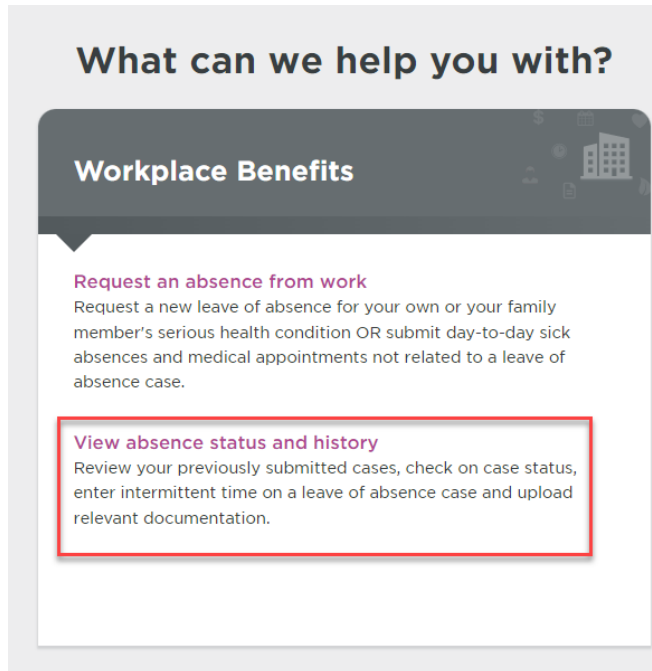 What can we help you with?
Workplace Benefits
Request an absence from work
Request a new leave of absence for your own or your family
member's serious health condition OR submit day-to-day sick
absences and medical appointments not related to a leave of
absence case.
View absence status and history
Review your previously submitted cases, check on case status,
enter intermittent time on a leave of absence case and upload
relevant documentation.